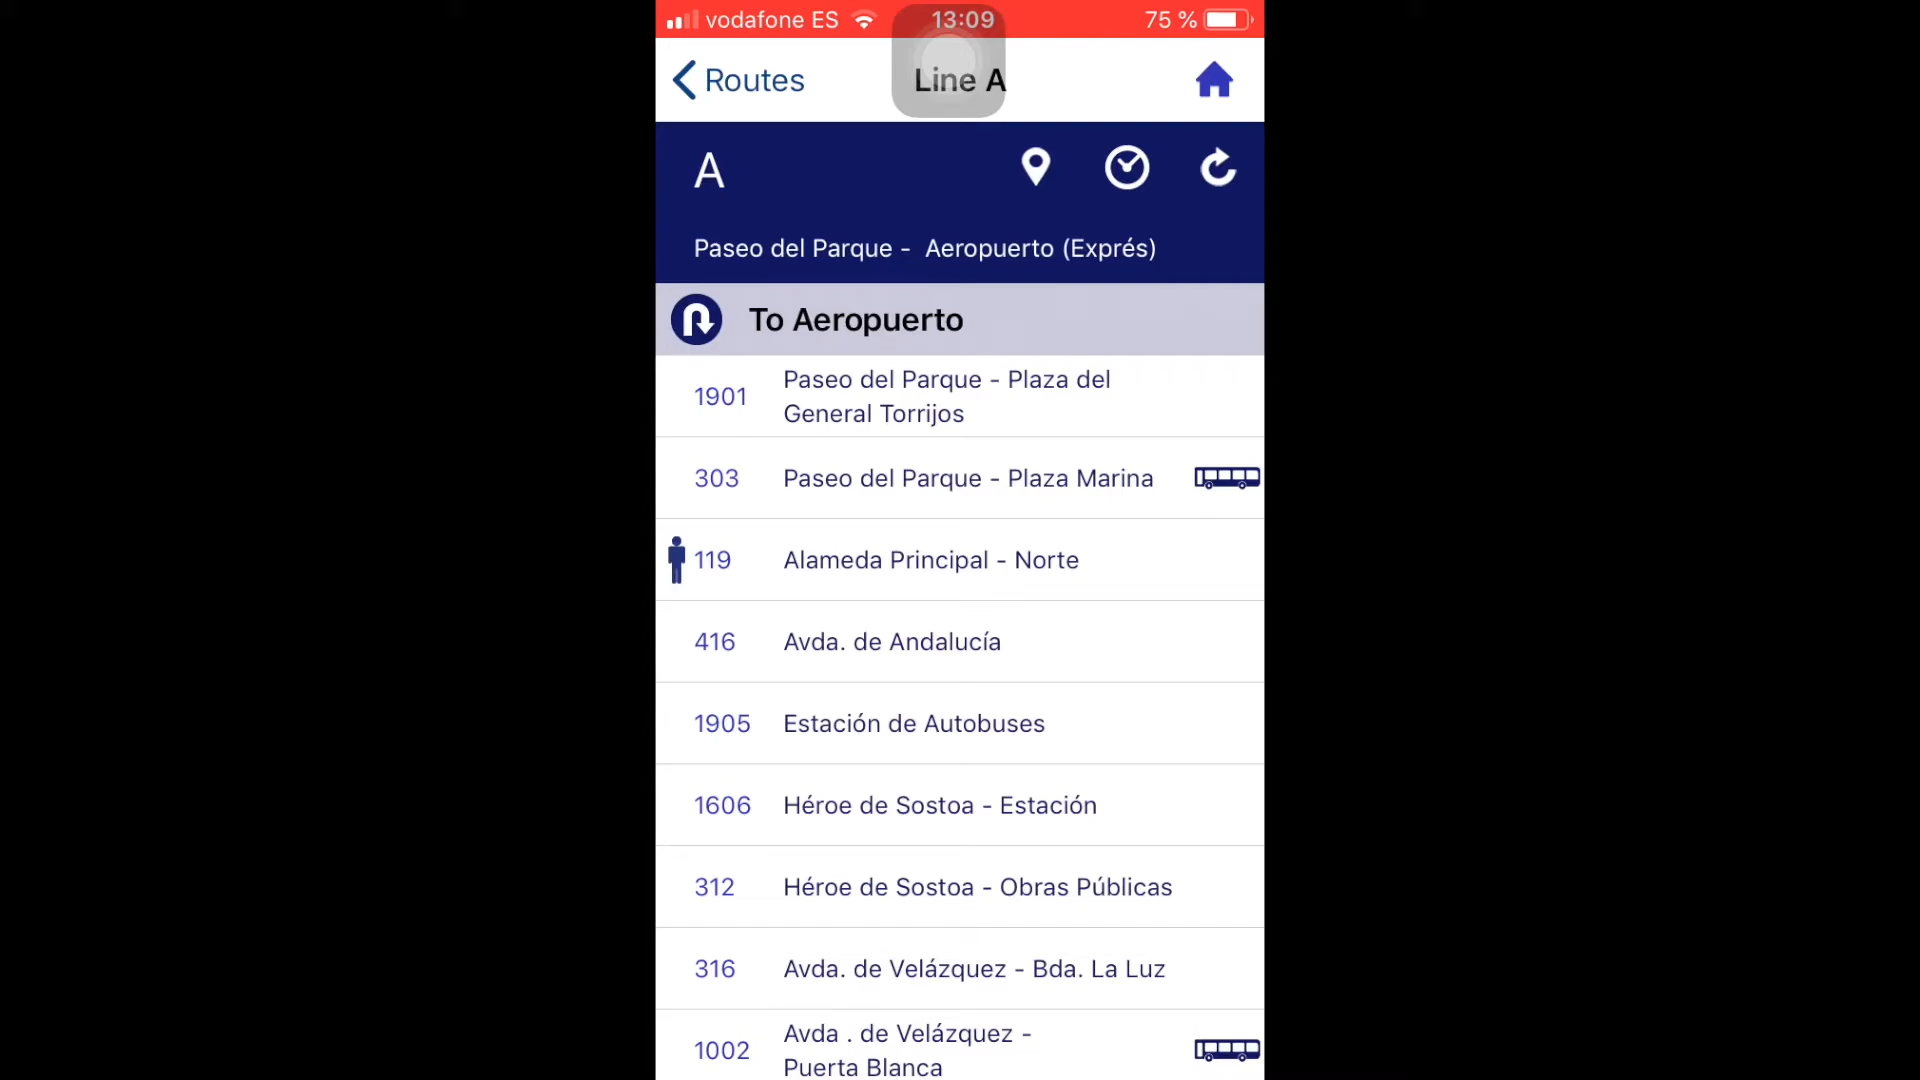 vodafone ES 13:09 75 %
Routes Line A
A
Paseo del Parque - Aeropuerto (Exprés)
To Aeropuerto
1901 Paseo del Parque - Plaza del
General Torrijos
303 Paseo del Parque - Plaza Marina
119 Alameda Principal - Norte
416 Avda. de Andalucía
1905 Estación de Autobuses
1606 Héroe de Sostoa - Estación
312 Héroe de Sostoa - Obras Públicas
316 Avda. de Velázquez - Bda. La Luz
1002 Avda . de Velázquez -
Puerta Blanca